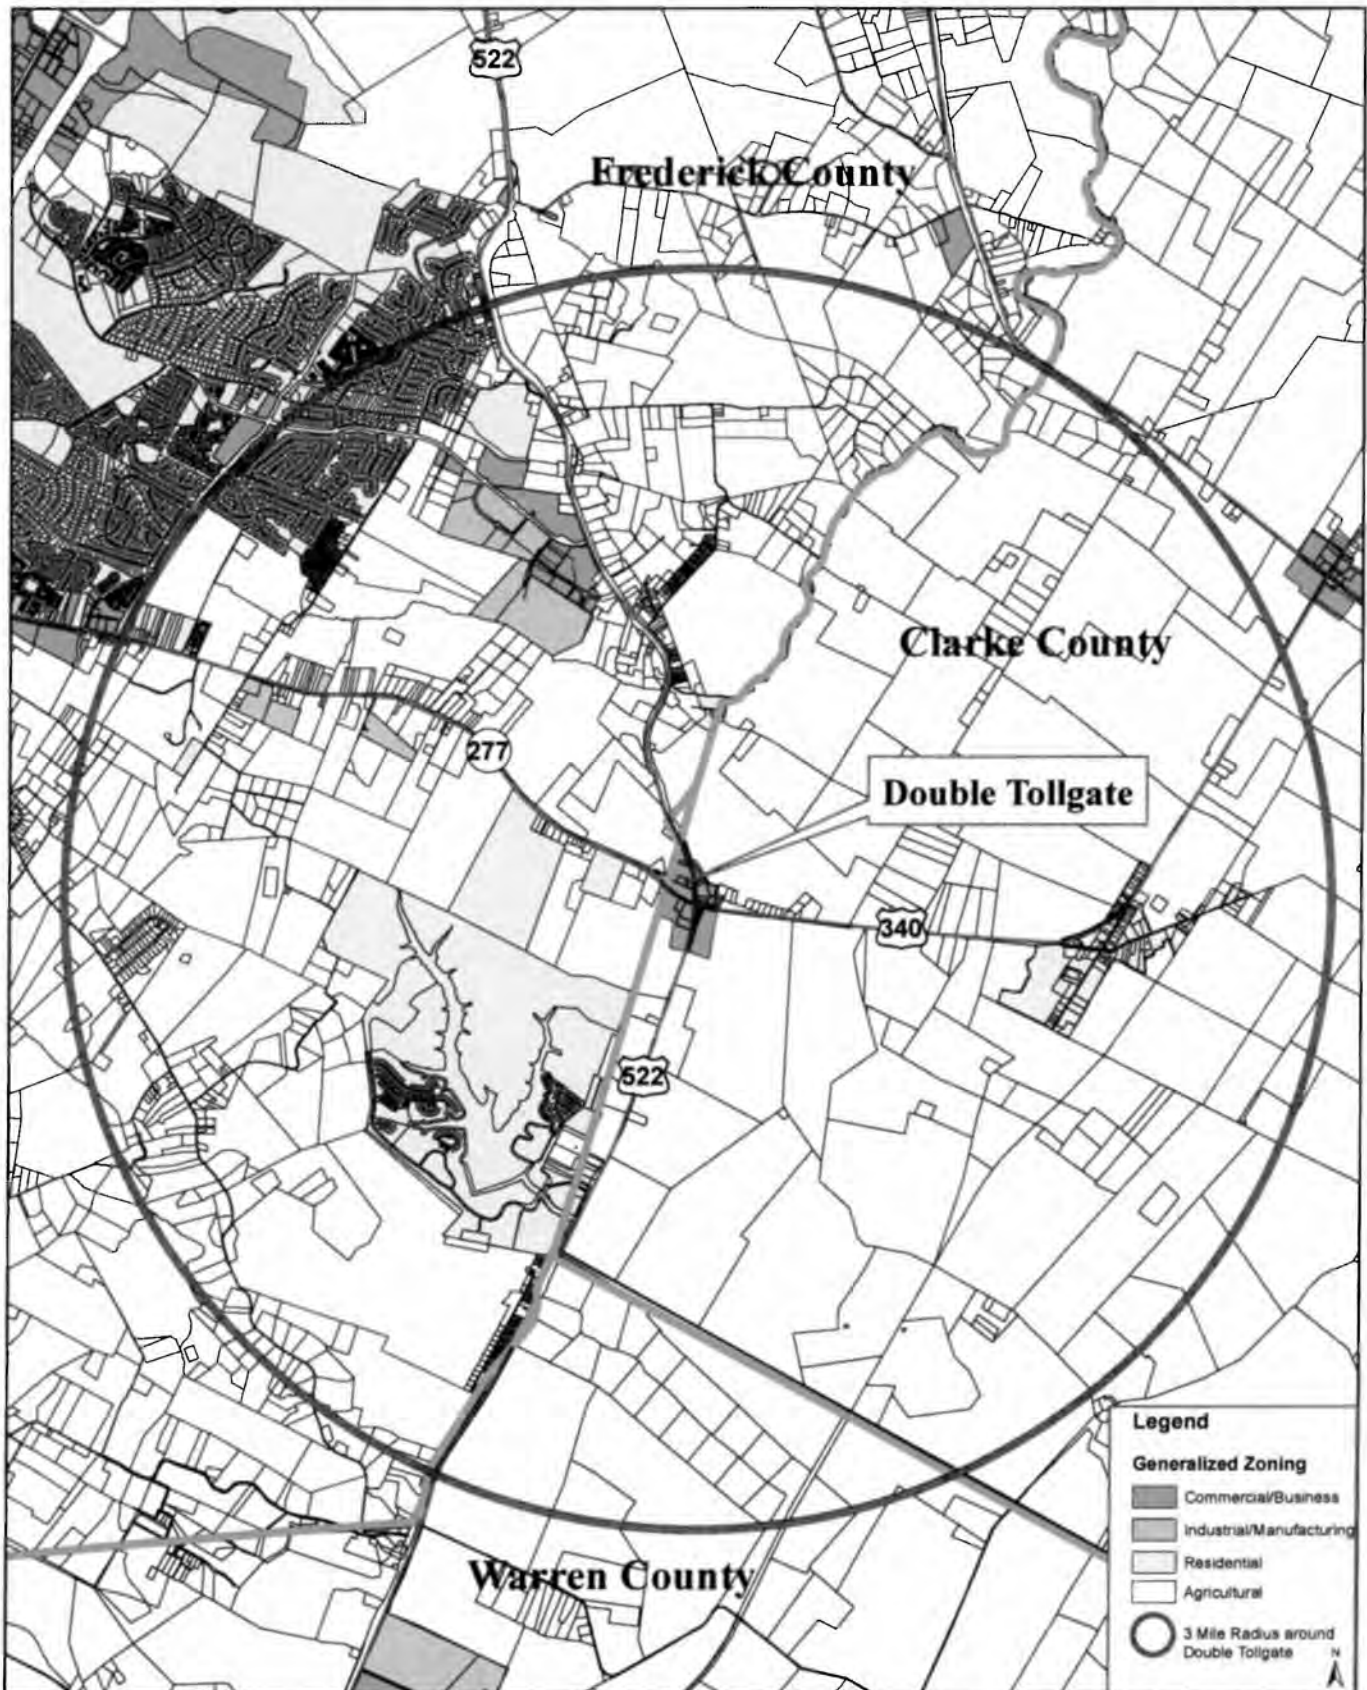 522
Frederick County
Clarke County
277
Double Tollgate
340
522
Warren County
Legend
Generalized Zoning
Commercial/Business
Industrial/Manufacturing
Residential
Agricultural
3 Mile Radius around
Double Tollgate
N